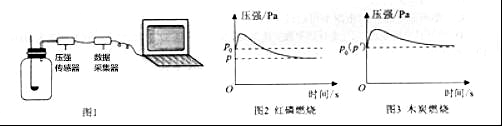 压强
传感器
数据
采集器
图1
压强/Pa
P₀
P
O
时间/s
图2 红磷燃烧
压强/Pa
P₀(P')
O
时间/s
图3 木炭燃烧